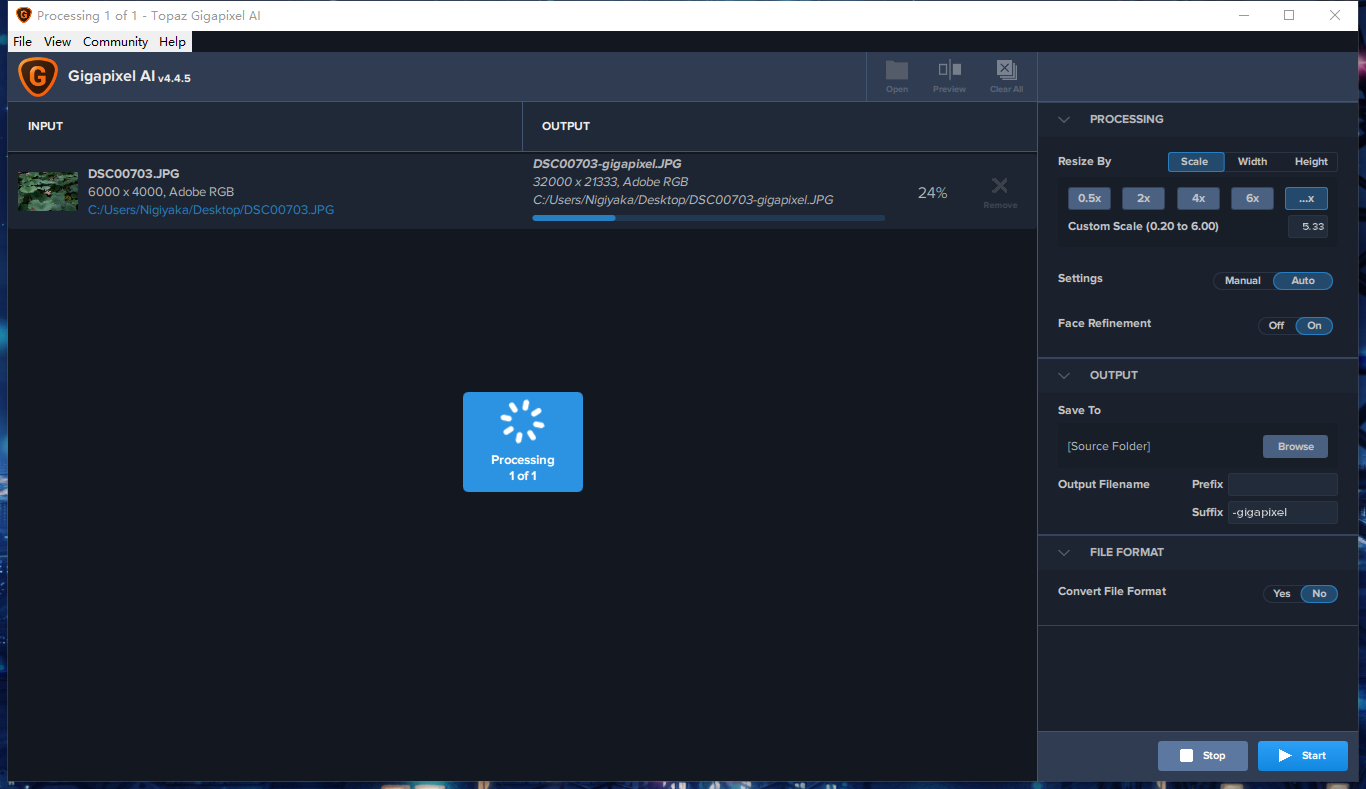 Processing 1 of 1 - Topaz Gigapixel AI
File View Community Help
G Gigapixel AI v4.4.5
Open Preview Clear All
INPUT
OUTPUT
DSC00703.JPG
6000 x 4000, Adobe RGB
C:/Users/Nigiyaka/Desktop/DSC00703.JPG
DSC00703-gigapixel.JPG
32000 x 21333, Adobe RGB
C:/Users/Nigiyaka/Desktop/DSC00703-gigapixel.JPG
24%
Remove
Processing
1 of 1
PROCESSING
Resize By Scale Width Height
0.5x 2x 4x 6x ...x
Custom Scale (0.20 to 6.00) 5.33
Settings Manual Auto
Face Refinement Off On
OUTPUT
Save To
[Source Folder] Browse
Output Filename Prefix
Suffix -gigapixel
FILE FORMAT
Convert File Format Yes No
Stop Start